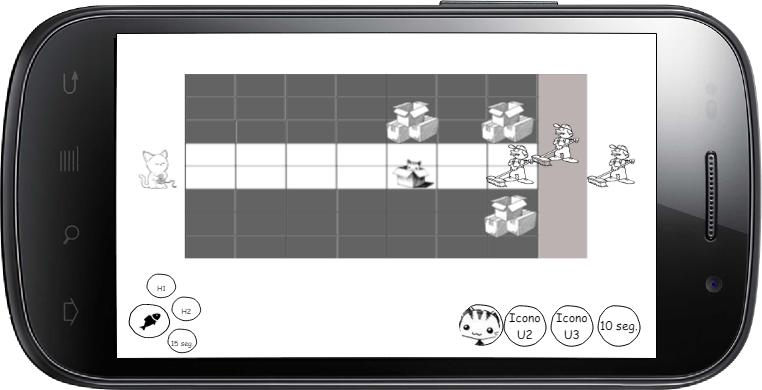 H1
H2
15 seg.
Icono
U2
Icono
U3
10 seg.